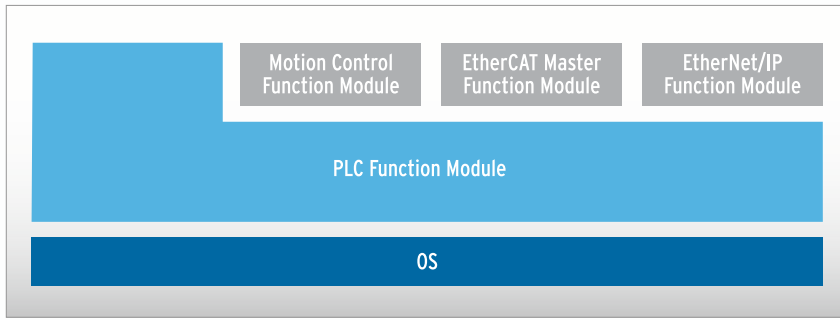 Motion Control
Function Module
EtherCAT Master
Function Module
EtherNet/IP
Function Module
PLC Function Module
OS